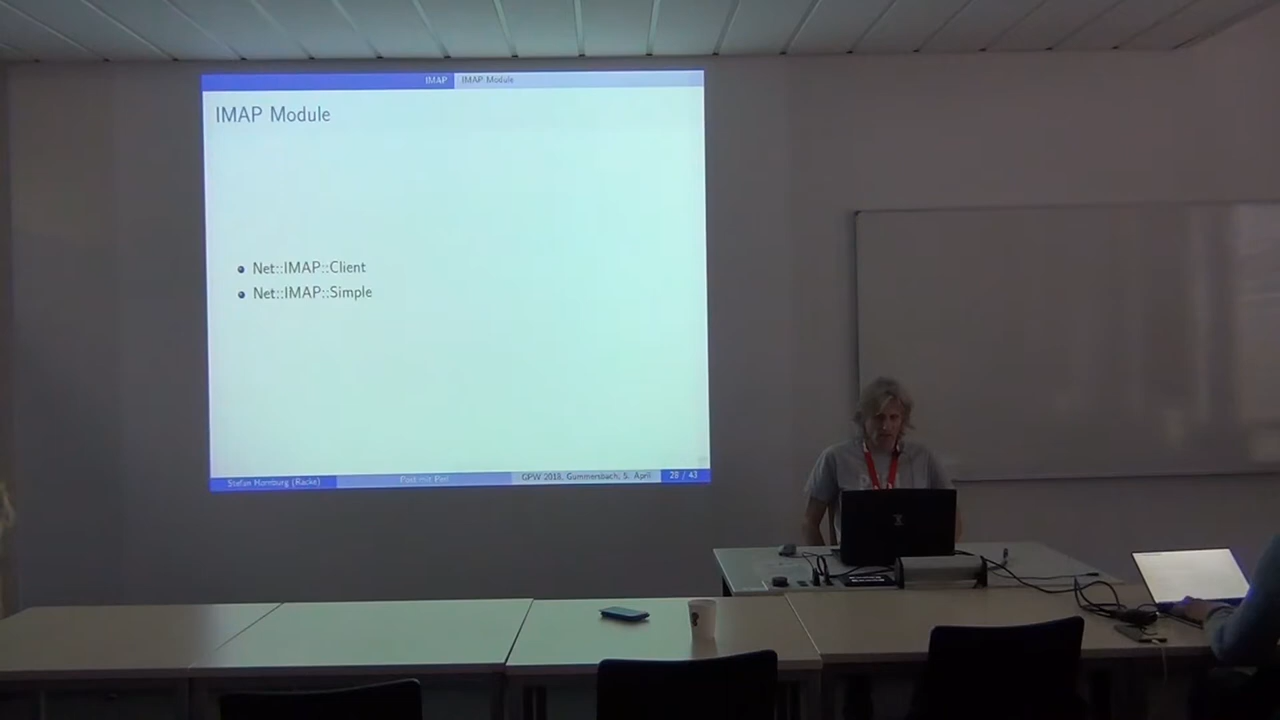 IMAP IMAP Module
IMAP Module
Net::IMAP::Client
Net::IMAP::Simple
Stefan Hornburg (Racke) Post mit Perl GPW 2018, Gummersbach, 5. April 28 / 43